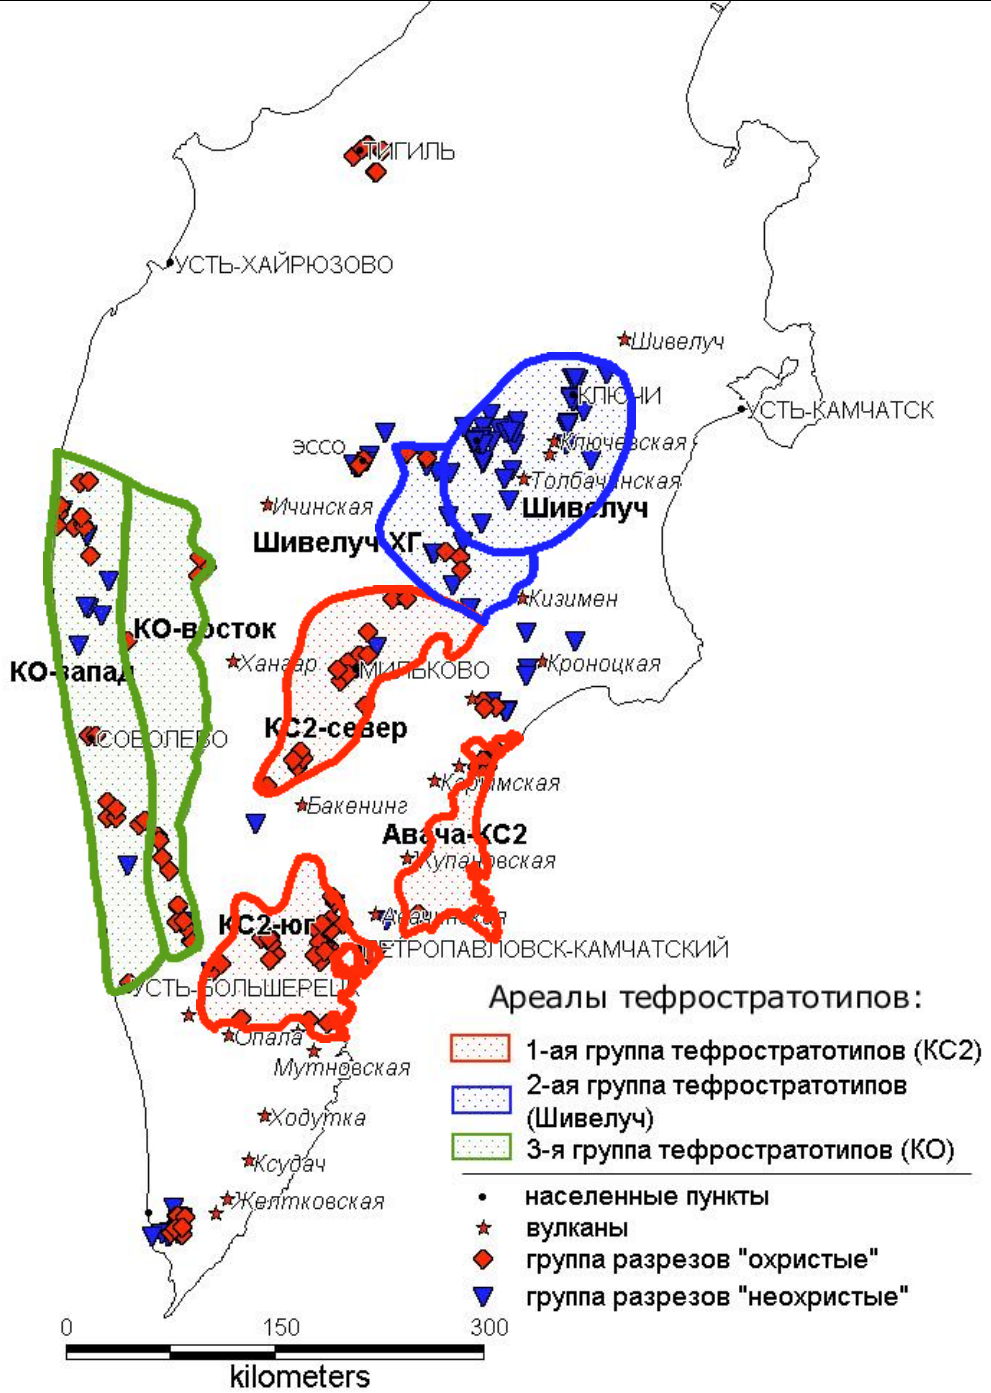 ТИГИЛЬ
УСТЬ-ХАЙРЮЗОВО
Шивелуч
КЛЮЧИ
УСТЬ-КАМЧАТСК
ЭССО
Ключевская
Толбачинская
Ичинская
Шивелуч
Шивелуч-ХГ
Кизимен
КО-восток
КО-запад
Хангар
МИЛЬКОВО
Кроноцкая
КС2-север
СОБОЛЕВО
Карымская
Бакенинг
Авача-КС2
Жупановская
КС2-юг
Авачинская
ПЕТРОПАВЛОВСК-КАМЧАТСКИЙ
УСТЬ-БОЛЬШЕРЕЦК
Опала
Мутновская
Ходутка
Ксудач
Желтковская
Ареалы тефростратотипов:
1-ая группа тефростратотипов (КС2)
2-ая группа тефростратотипов
(Шивелуч)
3-я группа тефростратотипов (КО)
населенные пункты
вулканы
группа разрезов "охристые"
группа разрезов "неохристые"
0 150 300
kilometers